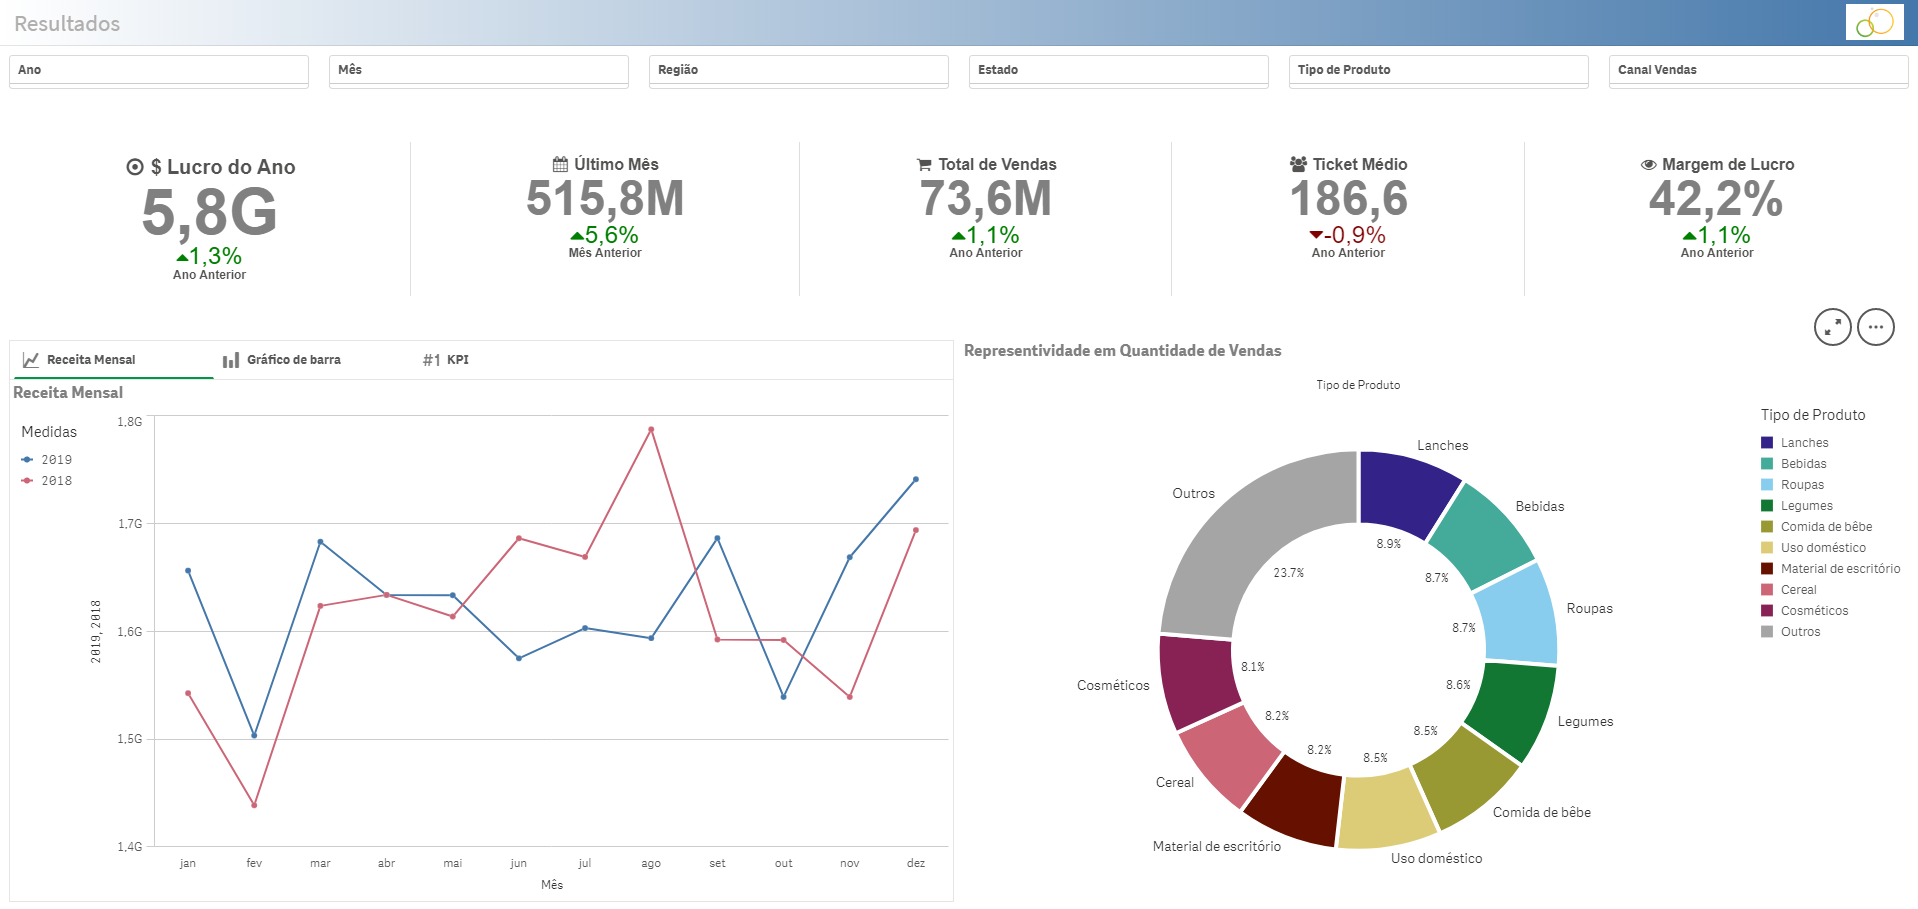 Resultados
Ano
Mês
Região
Estado
Tipo de Produto
Canal Vendas
$ Lucro do Ano
5,8G
1,3%
Ano Anterior
Último Mês
515,8M
5,6%
Mês Anterior
Total de Vendas
73,6M
1,1%
Ano Anterior
Ticket Médio
186,6
-0,9%
Ano Anterior
Margem de Lucro
42,2%
1,1%
Ano Anterior
Receita Mensal
Gráfico de barra
#1 KPI
Receita Mensal
Medidas
2019
2018
2019, 2018
1,8G
1,7G
1,6G
1,5G
1,4G
jan
fev
mar
abr
mai
jun
jul
ago
set
out
nov
dez
Mês
Representividade em Quantidade de Vendas
Tipo de Produto
Lanches
8.9%
Bebidas
8.7%
Roupas
8.7%
Legumes
8.6%
Comida de bêbe
8.5%
Uso doméstico
8.5%
Material de escritório
8.2%
Cereal
8.2%
Cosméticos
8.1%
Outros
23.7%
Tipo de Produto
Lanches
Bebidas
Roupas
Legumes
Comida de bêbe
Uso doméstico
Material de escritório
Cereal
Cosméticos
Outros